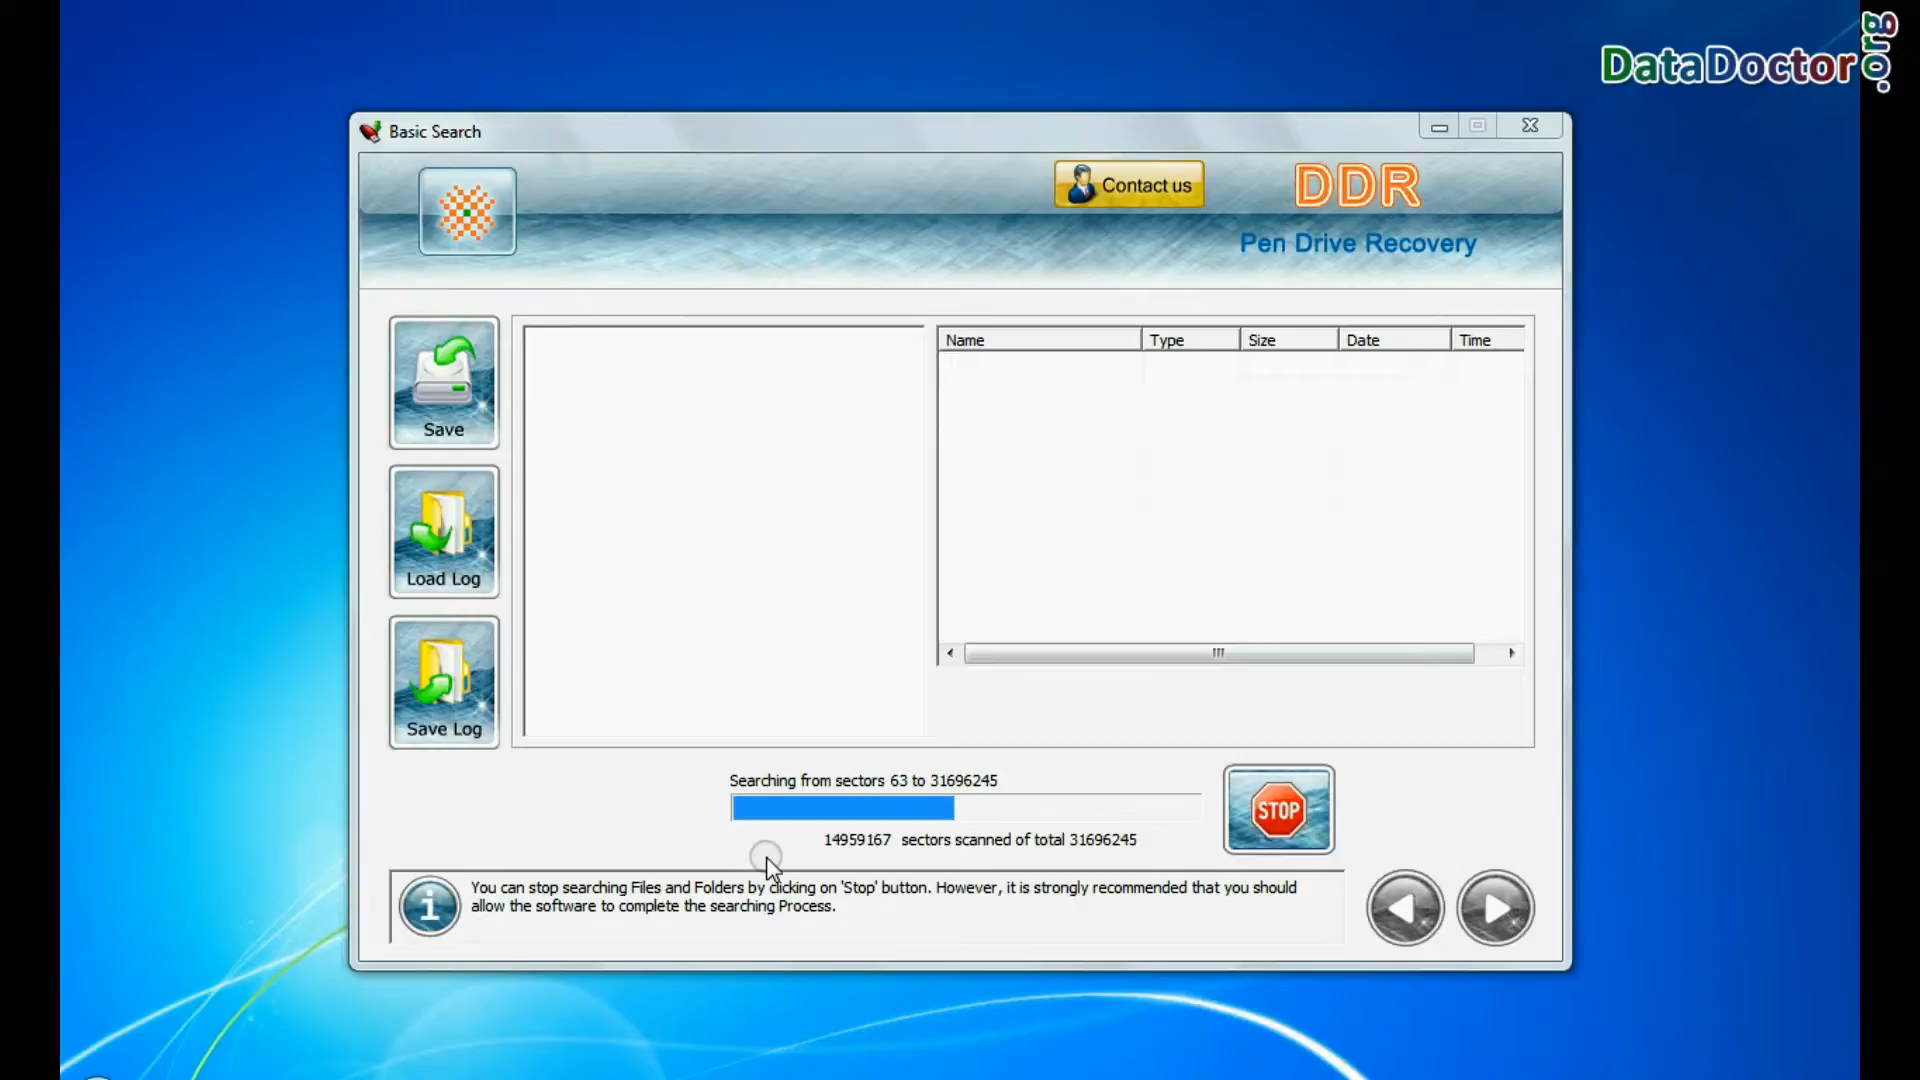 DataDoctor.org
Basic Search
Contact us
DDR
Pen Drive Recovery
Save
Load Log
Save Log
Name Type Size Date Time
Searching from sectors 63 to 31696245
STOP
14959167 sectors scanned of total 31696245
You can stop searching Files and Folders by clicking on 'Stop' button. However, it is strongly recommended that you should
allow the software to complete the searching Process.